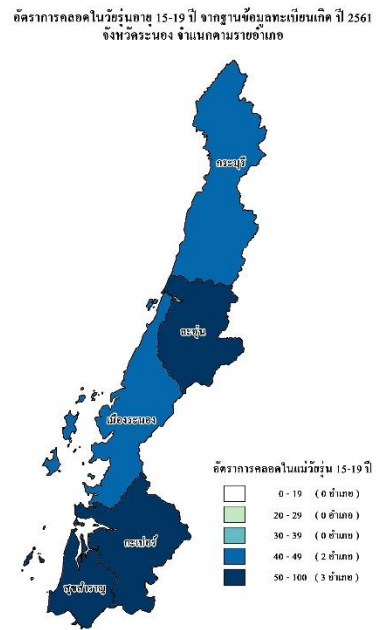 อัตราการคลอดในวัยรุ่นอายุ 15-19 ปี จากฐานข้อมูลทะเบียนเกิด ปี 2561
จังหวัดระนอง จำแนกตามรายอำเภอ
กระบุรี
ละอุ่น
เมืองระนอง
กะเปอร์
สุขสำราญ
อัตราการคลอดในแม่วัยรุ่น 15-19 ปี
0 - 19 ( 0 อำเภอ )
20 - 29 ( 0 อำเภอ )
30 - 39 ( 0 อำเภอ )
40 - 49 ( 2 อำเภอ )
50 - 100 ( 3 อำเภอ )